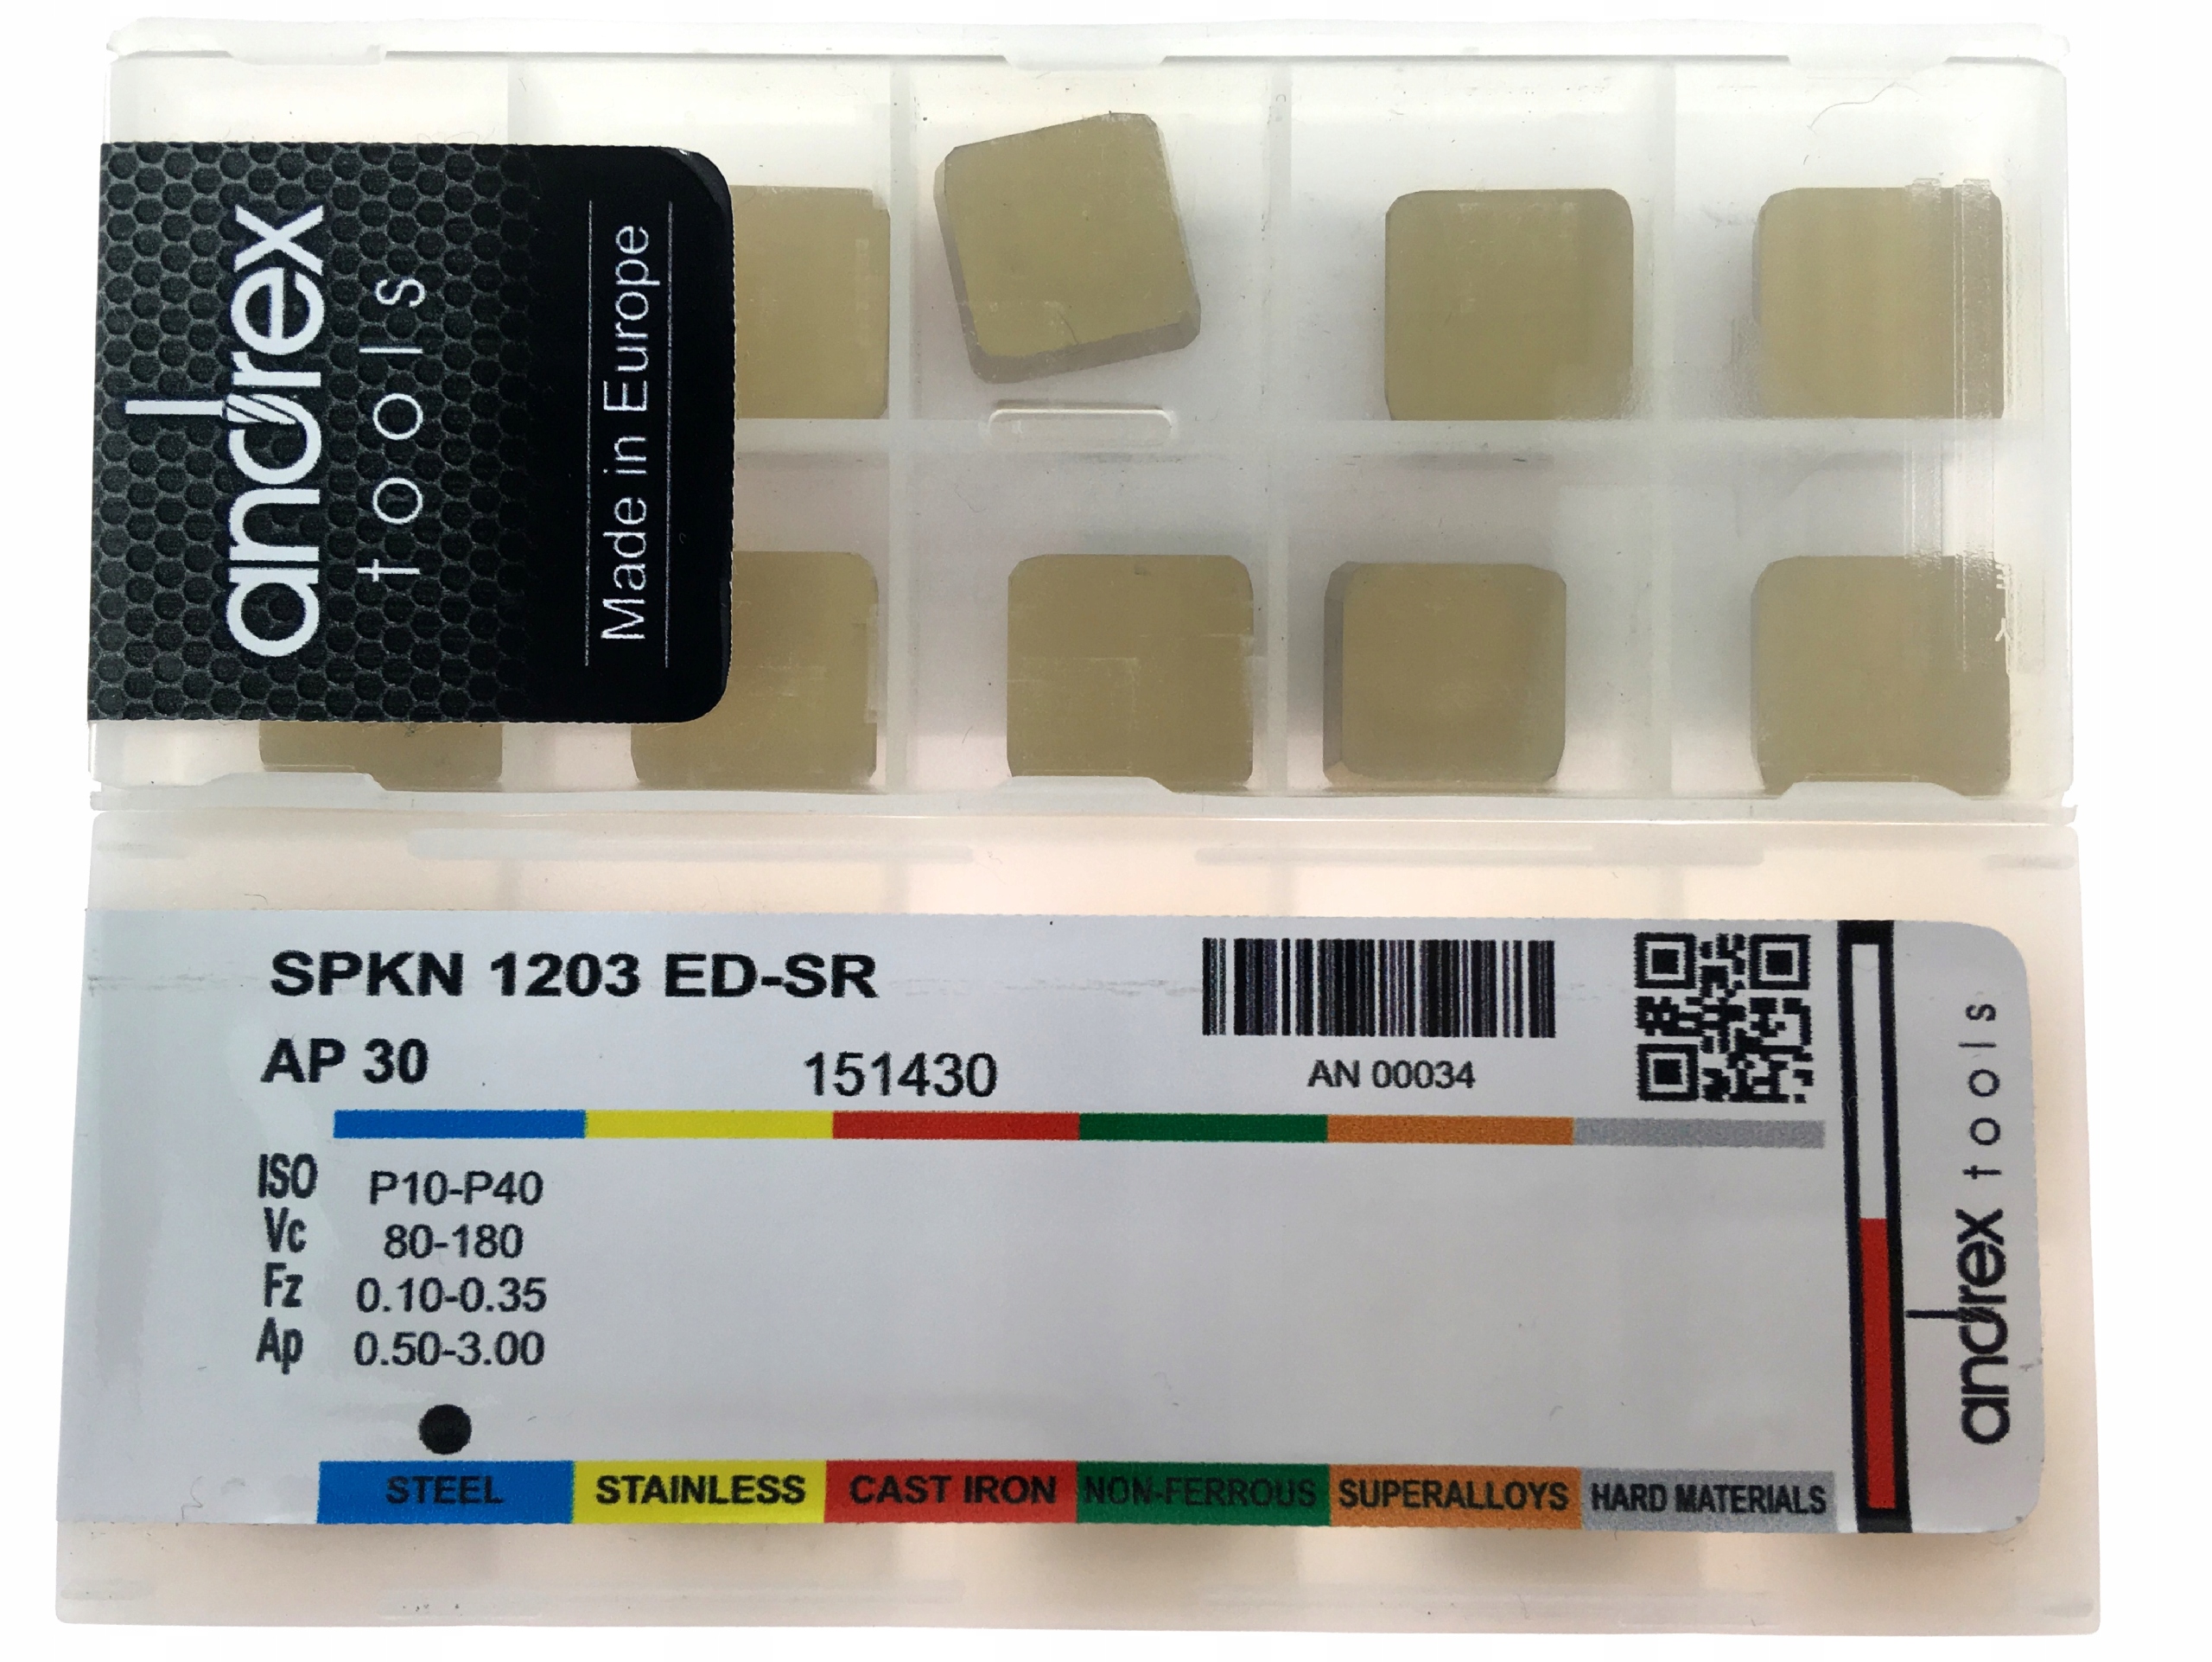 andrex
tools
Made in Europe
SPKN 1203 ED-SR
AP 30
151430
AN 00034
ISO P10-P40
Vc 80-180
Fz 0.10-0.35
Ap 0.50-3.00
STEEL STAINLESS CAST IRON NON-FERROUS SUPERALLOYS HARD MATERIALS
andrex tools